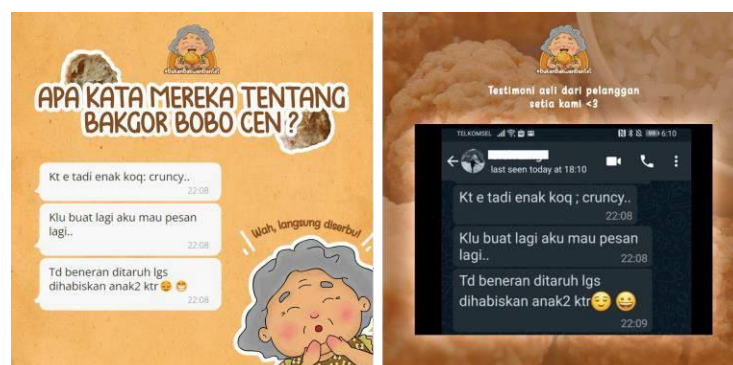 APA KATA MEREKA TENTANG
BAKGOR BOBO CEN ?
Kt e tadi enak koq: cruncy..
22:08
Klu buat lagi aku mau pesan
lagi..
22:08
Td beneran ditaruh lgs
dihabiskan anak2 ktr😌 😁
22:08
Wah, langsung diserbu!
Testimoni asli dari pelanggan
setia kami <3
TELKOMSEL
6:10
last seen today at 18:10
Kt e tadi enak koq ; cruncy..
22:08
Klu buat lagi aku mau pesan
lagi..
22:08
Td beneran ditaruh lgs
dihabiskan anak2 ktr😌 😀
22:09